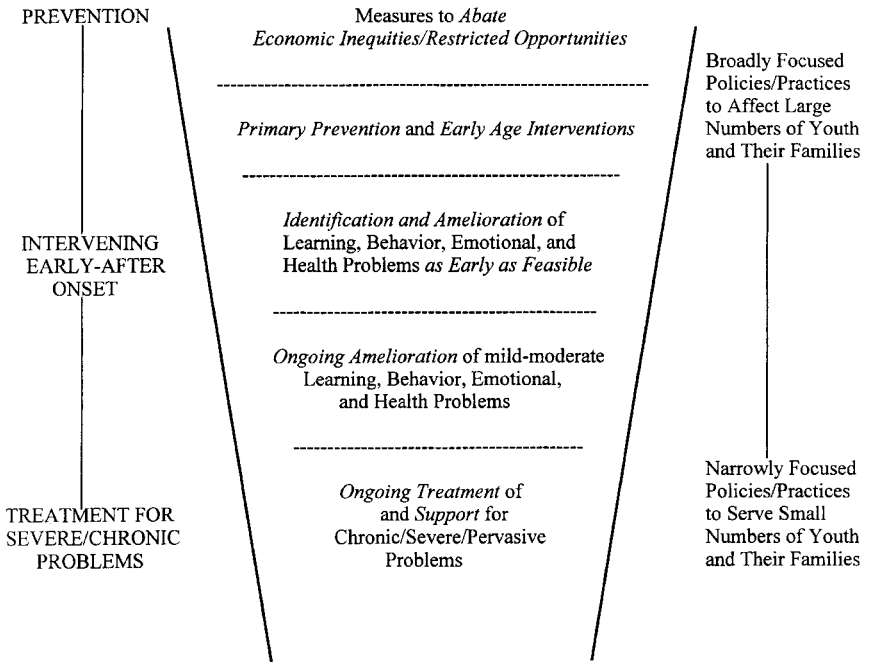 PREVENTION
Measures to Abate
Economic Inequities/Restricted Opportunities
Broadly Focused
Policies/Practices
to Affect Large
Numbers of Youth
and Their Families
Primary Prevention and Early Age Interventions
INTERVENING
EARLY-AFTER
ONSET
Identification and Amelioration of
Learning, Behavior, Emotional, and
Health Problems as Early as Feasible
Ongoing Amelioration of mild-moderate
Learning, Behavior, Emotional,
and Health Problems
TREATMENT FOR
SEVERE/CHRONIC
PROBLEMS
Ongoing Treatment of
and Support for
Chronic/Severe/Pervasive
Problems
Narrowly Focused
Policies/Practices
to Serve Small
Numbers of Youth
and Their Families